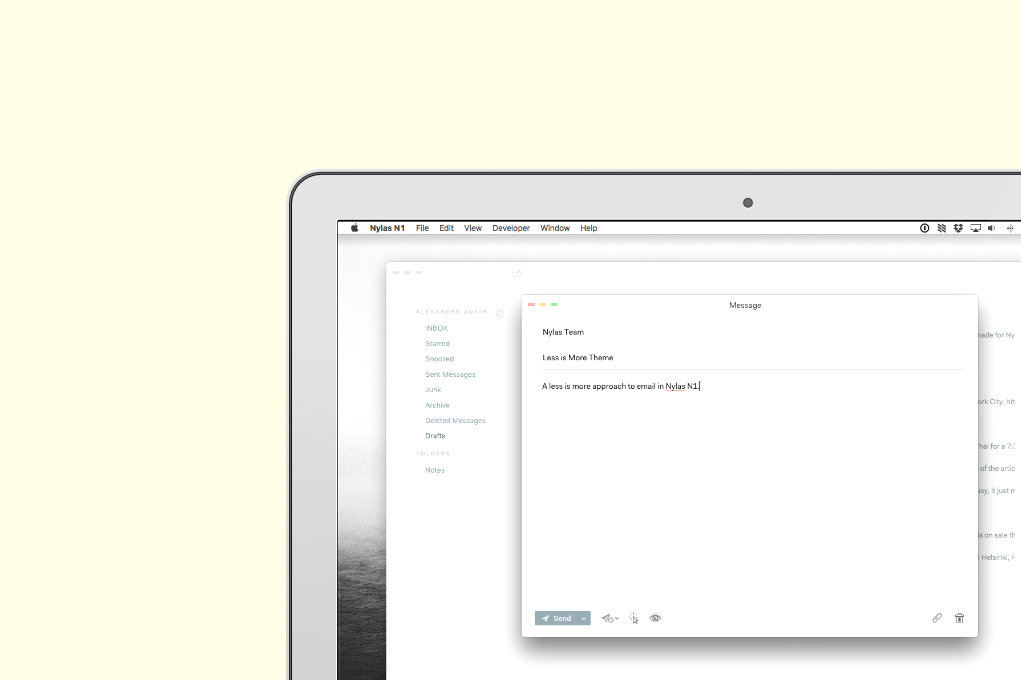 Nylas N1 File Edit View Developer Window Help
Message
ALEXANDER ADKIN...
INBOX
Starred
Snoozed
Sent Messages
Junk
Archive
Deleted Messages
Drafts
FOLDERS
Notes
Nylas Team
Less is More Theme
A less is more approach to email in Nylas N1.
Send
made for Ny
ork City. htt
Thai for a 7:
of the artic
usy, it just m
s on sale th
Helsinki, F